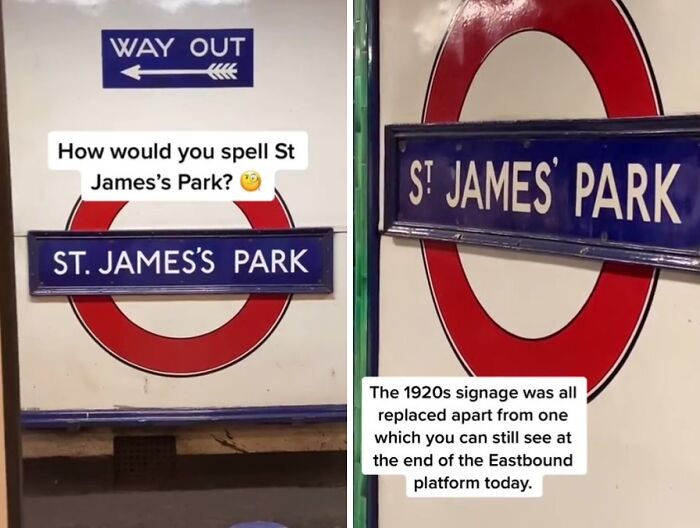 WAY OUT
How would you spell St
James's Park? 🧐
ST. JAMES'S PARK
ST JAMES' PARK
The 1920s signage was all
replaced apart from one
which you can still see at
the end of the Eastbound
platform today.